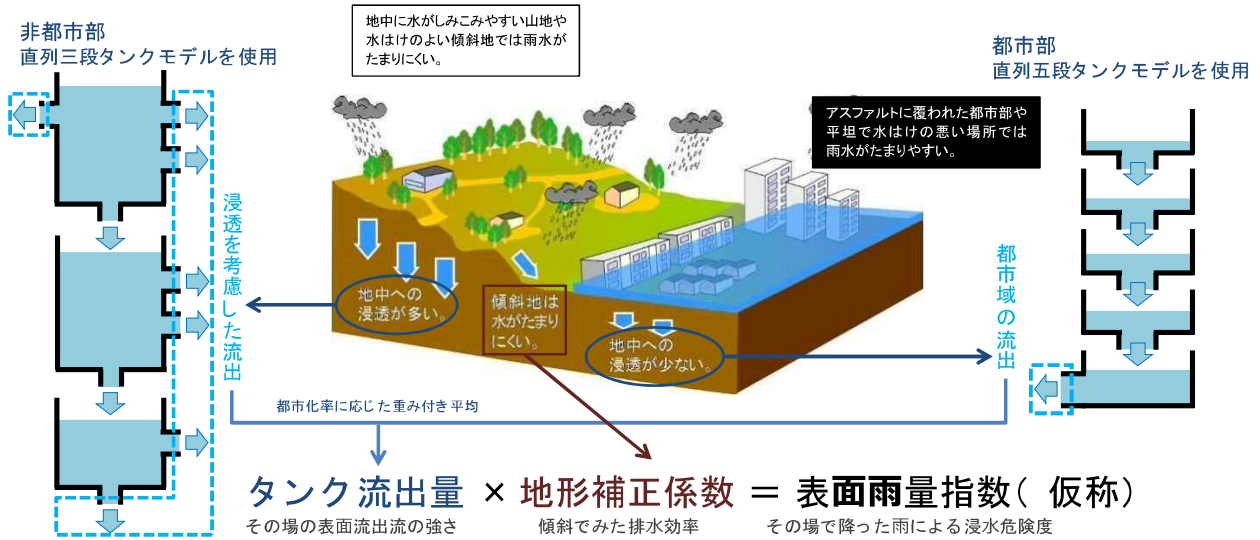 非都市部
直列三段タンクモデルを使用
地中に水がしみこみやすい山地や
水はけのよい傾斜地では雨水が
たまりにくい。
都市部
直列五段タンクモデルを使用
アスファルトに覆われた都市部や
平坦で水はけの悪い場所では
雨水がたまりやすい。
浸透を考慮した流出
地中への
浸透が多い。
傾斜地は
水がたまり
にくい。
地中への
浸透が少ない。
都市域の流出
都市化率に応じた重み付き平均
タンク流出量 × 地形補正係数 = 表面雨量指数( 仮称)
その場の表面流出流の強さ
傾斜でみた排水効率
その場で降った雨による浸水危険度